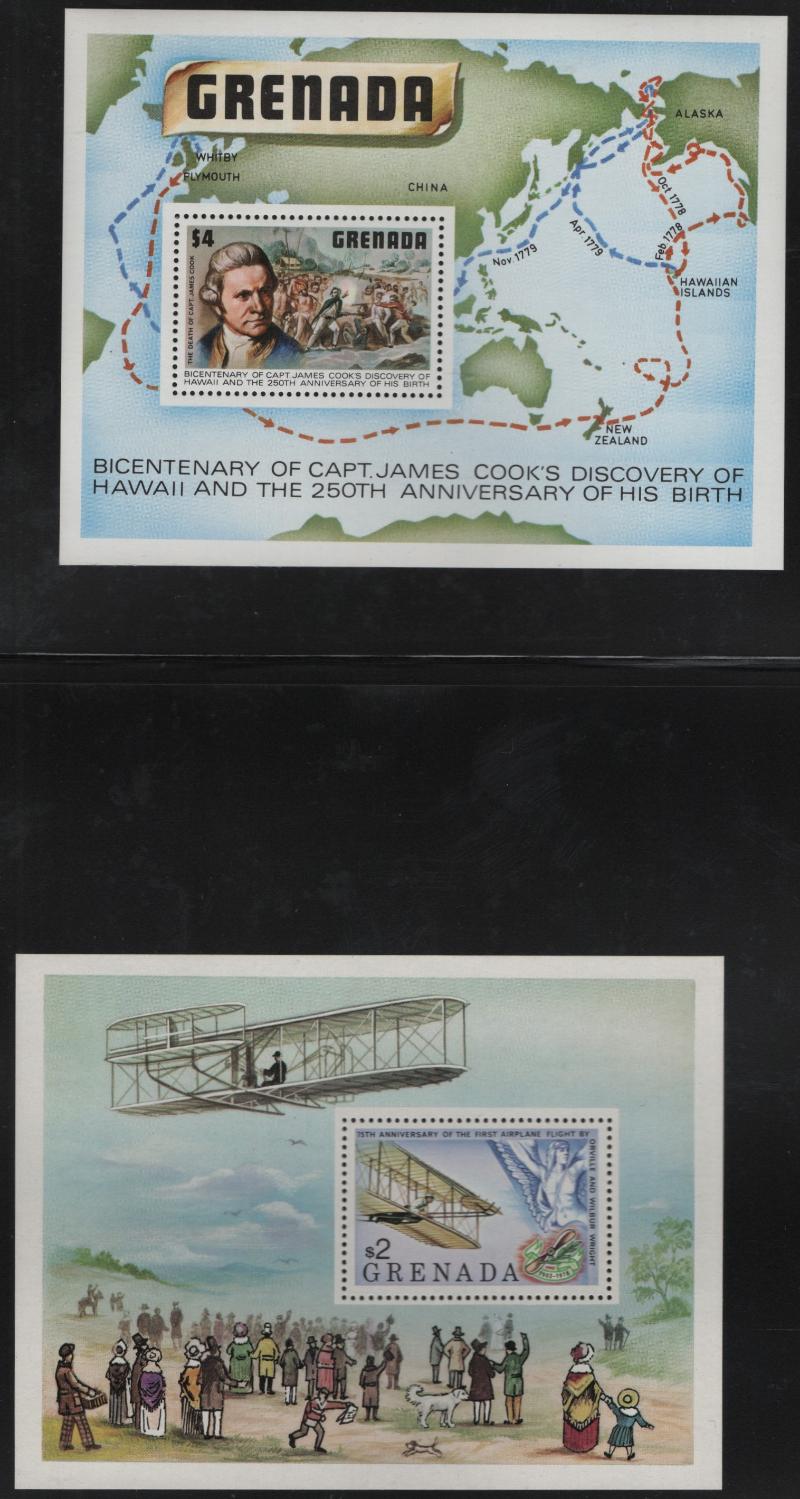 GRENADA
WHITBY
PLYMOUTH
CHINA
ALASKA
Oct 1778
Feb 1778
Apr. 1779
Nov. 1779
HAWAIIAN
ISLANDS
$4
GRENADA
THE DEATH OF CAPT. JAMES COOK
BICENTENARY OF CAPT. JAMES COOK'S DISCOVERY OF
HAWAII AND THE 250TH ANNIVERSARY OF HIS BIRTH
NEW
ZEALAND
BICENTENARY OF CAPT. JAMES COOK'S DISCOVERY OF
HAWAII AND THE 250TH ANNIVERSARY OF HIS BIRTH
75TH ANNIVERSARY OF THE FIRST AIRPLANE FLIGHT BY
ORVILLE AND WILBUR WRIGHT
$2
GRENADA
1903-1978